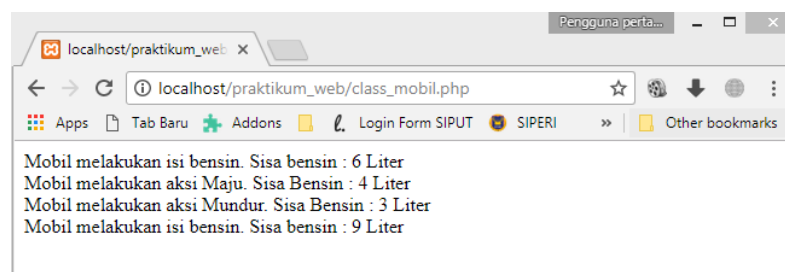 Pengguna perta...
localhost/praktikum_web
localhost/praktikum_web/class_mobil.php
Apps Tab Baru Addons Login Form SIPUT SIPERI » Other bookmarks
Mobil melakukan isi bensin. Sisa bensin : 6 Liter
Mobil melakukan aksi Maju. Sisa Bensin : 4 Liter
Mobil melakukan aksi Mundur. Sisa Bensin : 3 Liter
Mobil melakukan isi bensin. Sisa bensin : 9 Liter